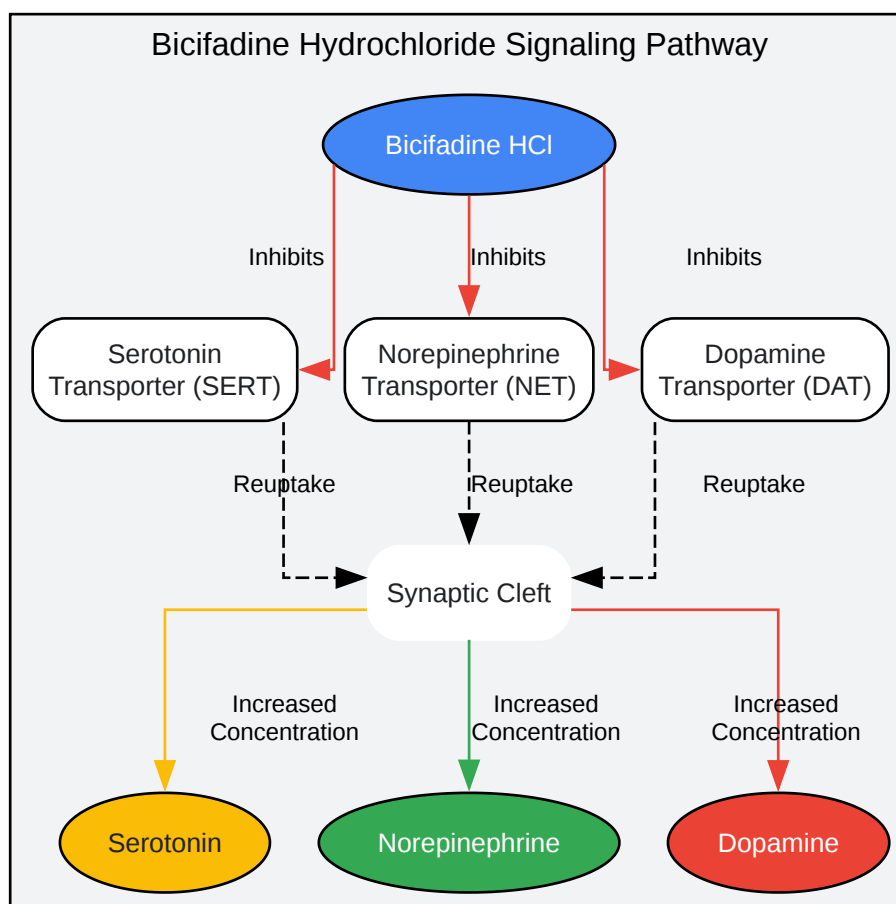 Bicifadine Hydrochloride Signaling Pathway
Bicifadine HCl
Inhibits
Inhibits
Inhibits
Serotonin
Transporter (SERT)
Norepinephrine
Transporter (NET)
Dopamine
Transporter (DAT)
Reuptake
Reuptake
Reuptake
Synaptic Cleft
Increased
Concentration
Increased
Concentration
Increased
Concentration
Serotonin
Norepinephrine
Dopamine